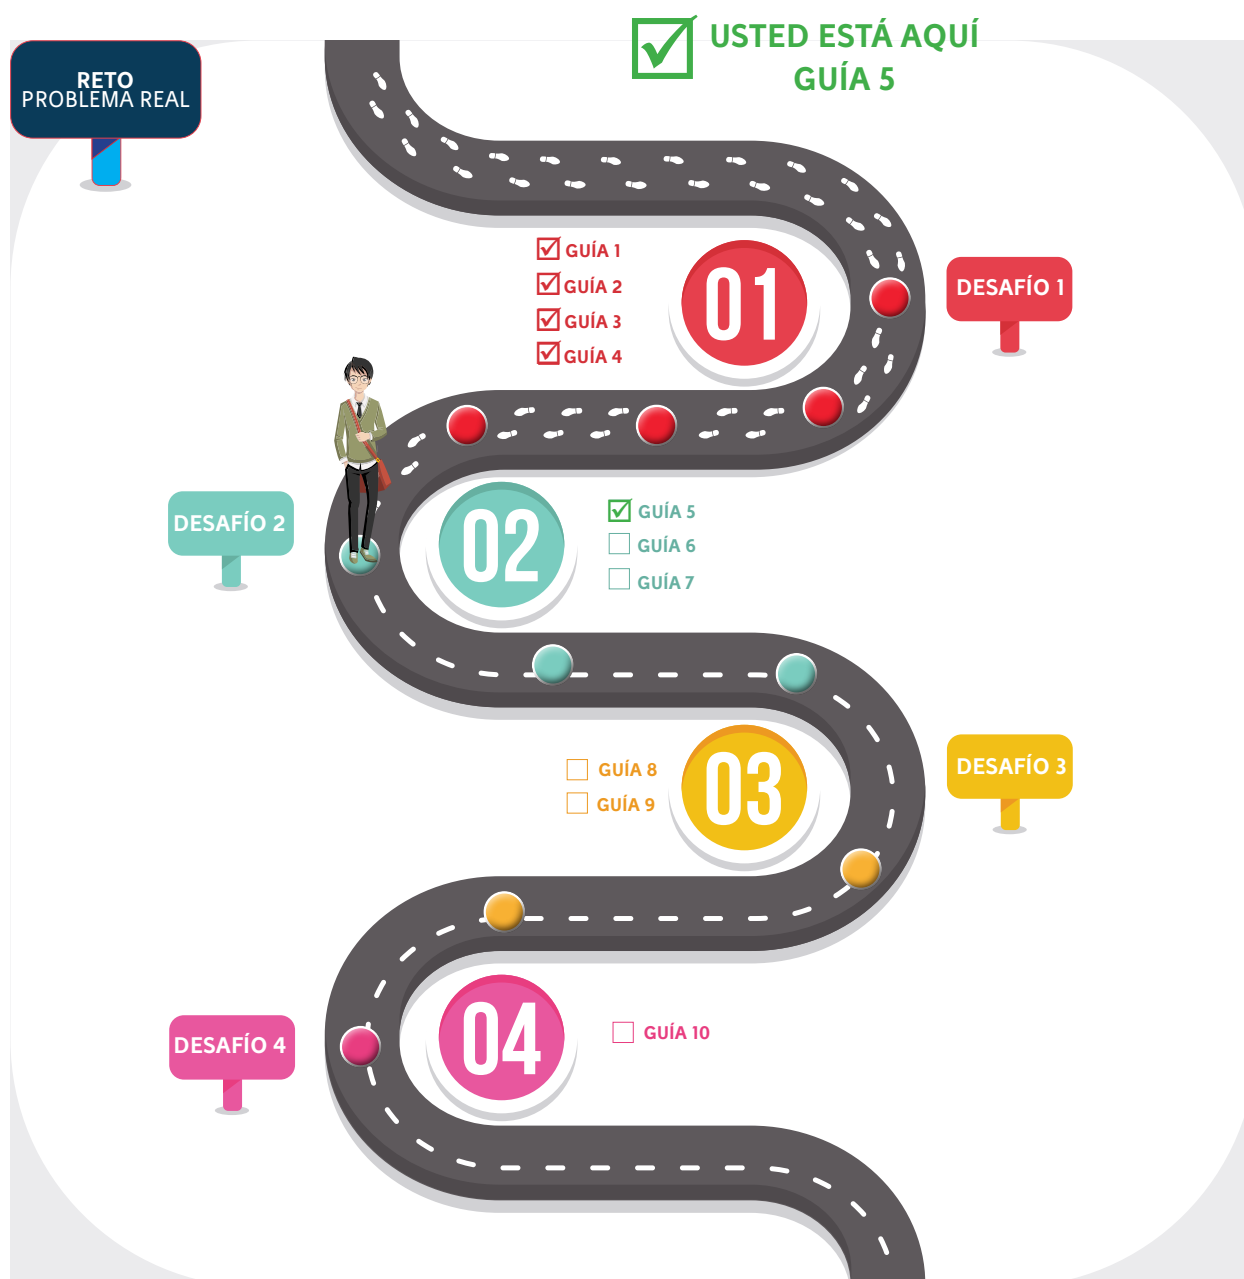 USTED ESTÁ AQUÍ
GUÍA 5
RETO
PROBLEMA REAL
GUÍA 1
GUÍA 2
GUÍA 3
GUÍA 4
01
DESAFÍO 1
DESAFÍO 2
02
GUÍA 5
GUÍA 6
GUÍA 7
GUÍA 8
GUÍA 9
03
DESAFÍO 3
DESAFÍO 4
04
GUÍA 10